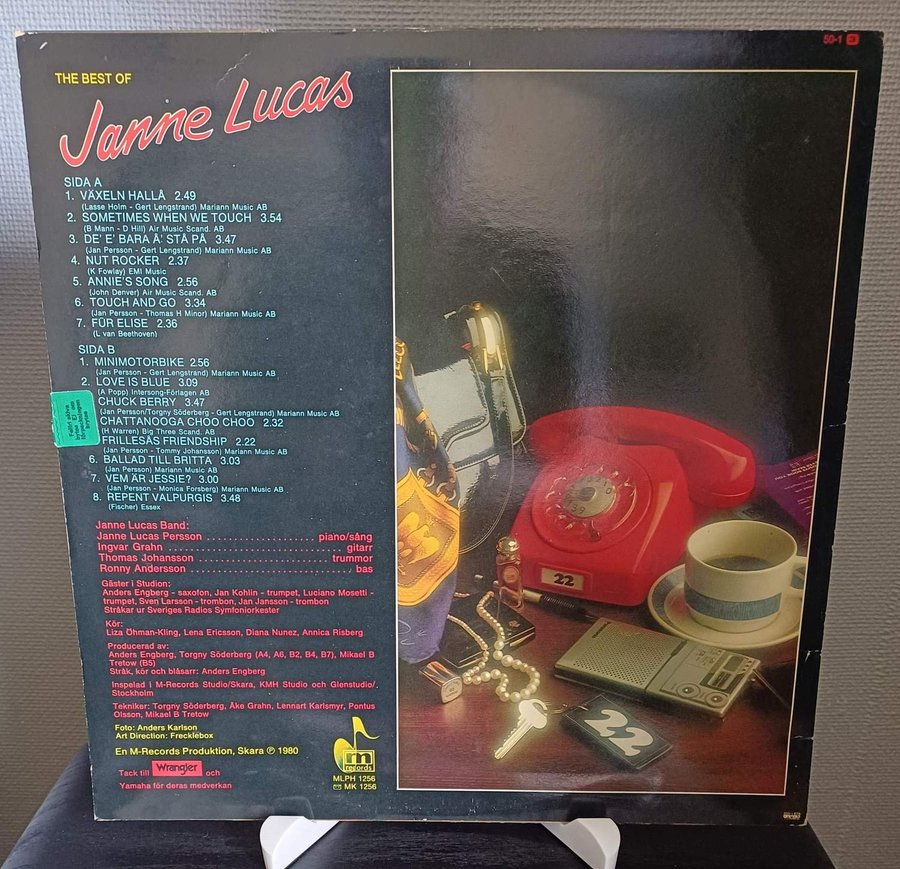 50-1
THE BEST OF
Janne Lucas
SIDA A
1. VÄXELN HALLÅ 2.49
(Lasse Holm - Gert Lengstrand) Mariann Music AB
2. SOMETIMES WHEN WE TOUCH 3.54
(B Mann - D Hill) Air Music Scand. AB
3. DE' E' BARA Å' STÅ PÅ 3.47
(Jan Persson - Gert Lengstrand) Mariann Music AB
4. NUT ROCKER 2.37
(K Fowlay) EMI Music
5. ANNIE'S SONG 2.56
(John Denver) Air Music Scand. AB
6. TOUCH AND GO 3.34
(Jan Persson - Thomas H Minor) Mariann Music AB
7. FÜR ELISE 2.36
(L van Beethoven)
SIDA B
1. MINIMOTORBIKE 2.56
(Jan Persson - Gert Lengstrand) Mariann Music AB
2. LOVE IS BLUE 3.09
(A Popp) Intersong-Förlagen AB
CHUCK BERRY 3.47
(Jan Persson/Torgny Söderberg - Gert Lengstrand) Mariann Music AB
CHATTANOOGA CHOO CHOO 2.32
(H Warren) Big Three Scand. AB
FRILLESÅS FRIENDSHIP 2.22
(Jan Persson - Tommy Johansson) Mariann Music AB
6. BALLAD TILL BRITTA 3.03
(Jan Persson) Mariann Music AB
7. VEM ÄR JESSIE? 3.00
(Jan Persson - Monica Forsberg) Mariann Music AB
8. REPENT VALPURGIS 3.48
(Fischer) Essex
Janne Lucas Band:
Janne Lucas Persson .................... piano/sång
Ingvar Grahn .................... gitarr
Thomas Johansson .................... trummor
Ronny Andersson .................... bas
Gäster i Studion:
Anders Engberg - saxofon, Jan Kohlin - trumpet, Luciano Mosetti -
trumpet, Sven Larsson - trombon, Jan Jansson - trombon
Stråkar ur Sveriges Radios Symfoniorkester
Kör:
Liza Öhman-Kling, Lena Ericsson, Diana Nunez, Annica Risberg
Producerad av:
Anders Engberg, Torgny Söderberg (A4, A6, B2, B4, B7), Mikael B
Tretow (B5)
Stråk, kör och blåsarr: Anders Engberg
Inspelad i M-Records Studio/Skara, KMH Studio och Glenstudio/
Stockholm
Tekniker: Torgny Söderberg, Åke Grahn, Lennart Karlsmyr, Pontus
Olsson, Mikael B Tretow
Foto: Anders Karlson
Art Direction: Frecklebox
En M-Records Produktion, Skara ℗ 1980
Tack till Wrangler och
Yamaha för deras medverkan
m
records
MLPH 1256
MK 1256
22
22